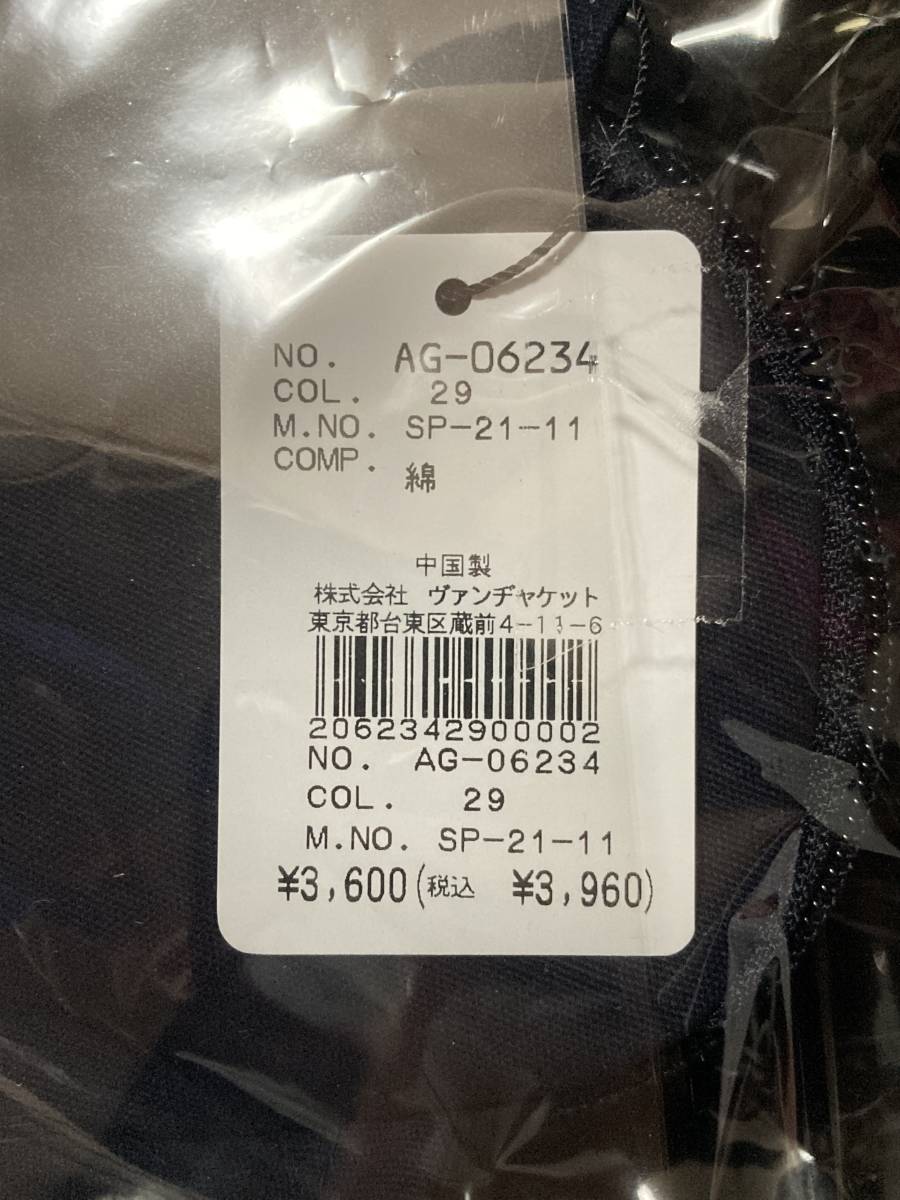 NO. AG-06234
COL. 29
M.NO. SP-21-11
COMP. 綿
中国製
株式会社 ヴァンヂャケット
東京都台東区蔵前4-11-6
2062342900002
NO. AG-06234
COL. 29
M.NO. SP-21-11
¥3,600(税込 ¥3,960)